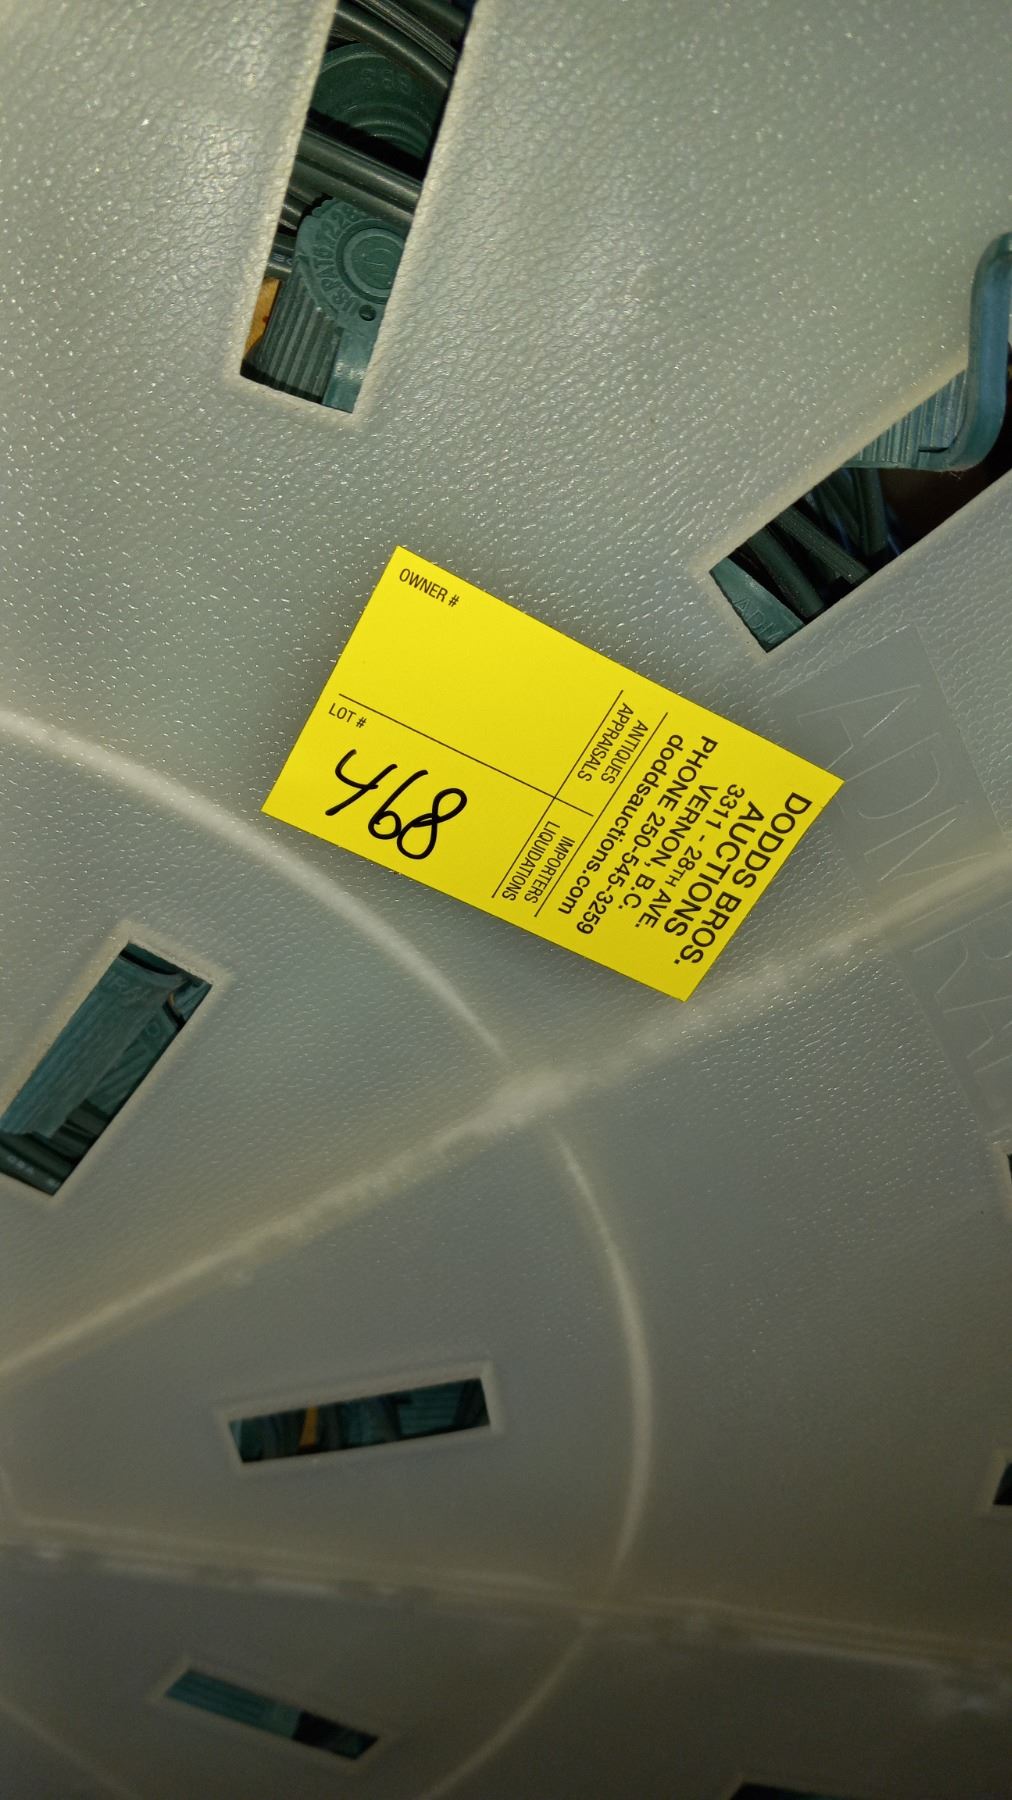 OWNER #
LOT #
468
ANTIQUES
APPRAISALS
IMPORTERS
LIQUIDATIONS
DODDS BROS.
AUCTIONS
3311 - 28TH AVE.
VERNON, B.C.
PHONE 250-545-3259
doddsauctions.com